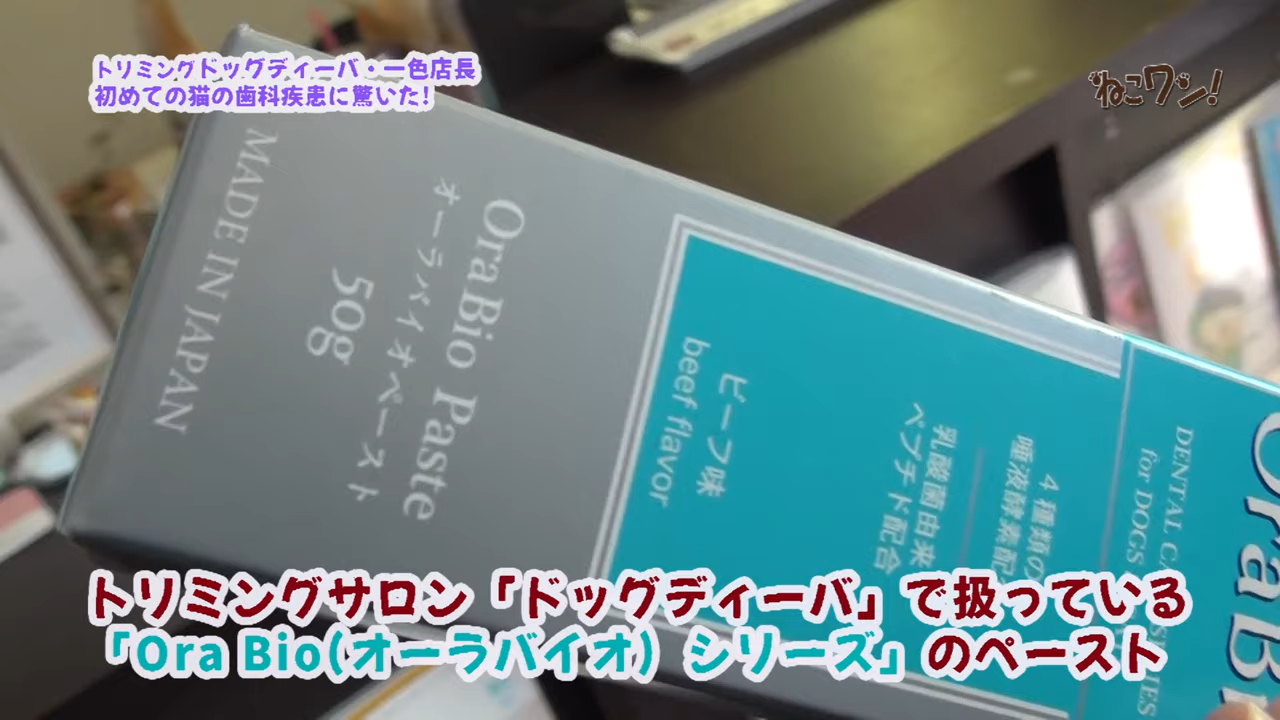 トリミングドッグディーバ・一色店長
初めての猫の歯科疾患に驚いた!
ねこワン!
MADE IN JAPAN
OraBio Paste
オーラバイオペースト
50g
ビーフ味
beef flavor
4種類の
唾液酵素配
乳酸菌由来
ペプチド配合
DENTAL CA
for DOGS
トリミングサロン「ドッグディーバ」で扱っている
「Ora Bio(オーラバイオ) シリーズ」のペースト